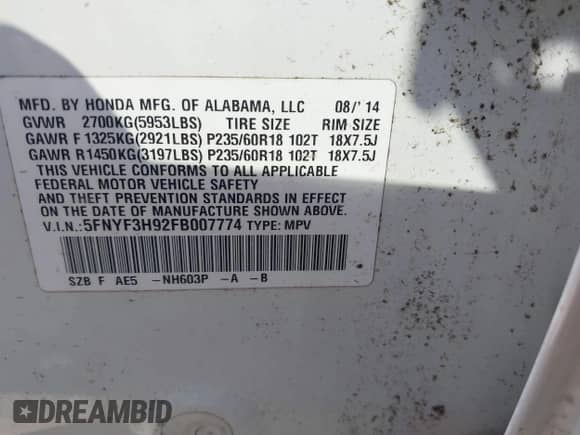 MFD. BY HONDA MFG. OF ALABAMA, LLC 08/'14
GVWR 2700KG(5953LBS) TIRE SIZE RIM SIZE
GAWR F 1325KG(2921LBS) P235/60R18 102T 18X7.5J
GAWR R1450KG(3197LBS) P235/60R18 102T 18X7.5J
THIS VEHICLE CONFORMS TO ALL APPLICABLE
FEDERAL MOTOR VEHICLE SAFETY
AND THEFT PREVENTION STANDARDS IN EFFECT
ON THE DATE OF MANUFACTURE SHOWN ABOVE.
V.I.N.:5FNYF3H92FB007774 TYPE: MPV
SZB F AE5 -NH603P -A -B
DREAMBID